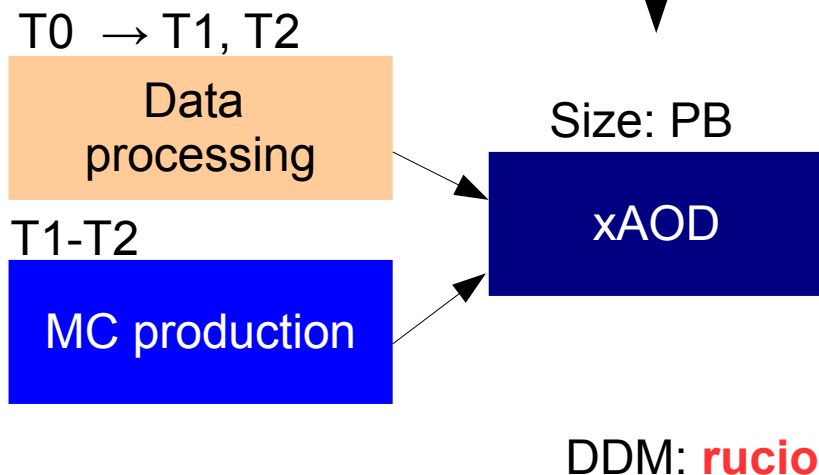 T0 → T1, T2
Data
processing
Size: PB
xAOD
T1-T2
MC production
DDM: rucio